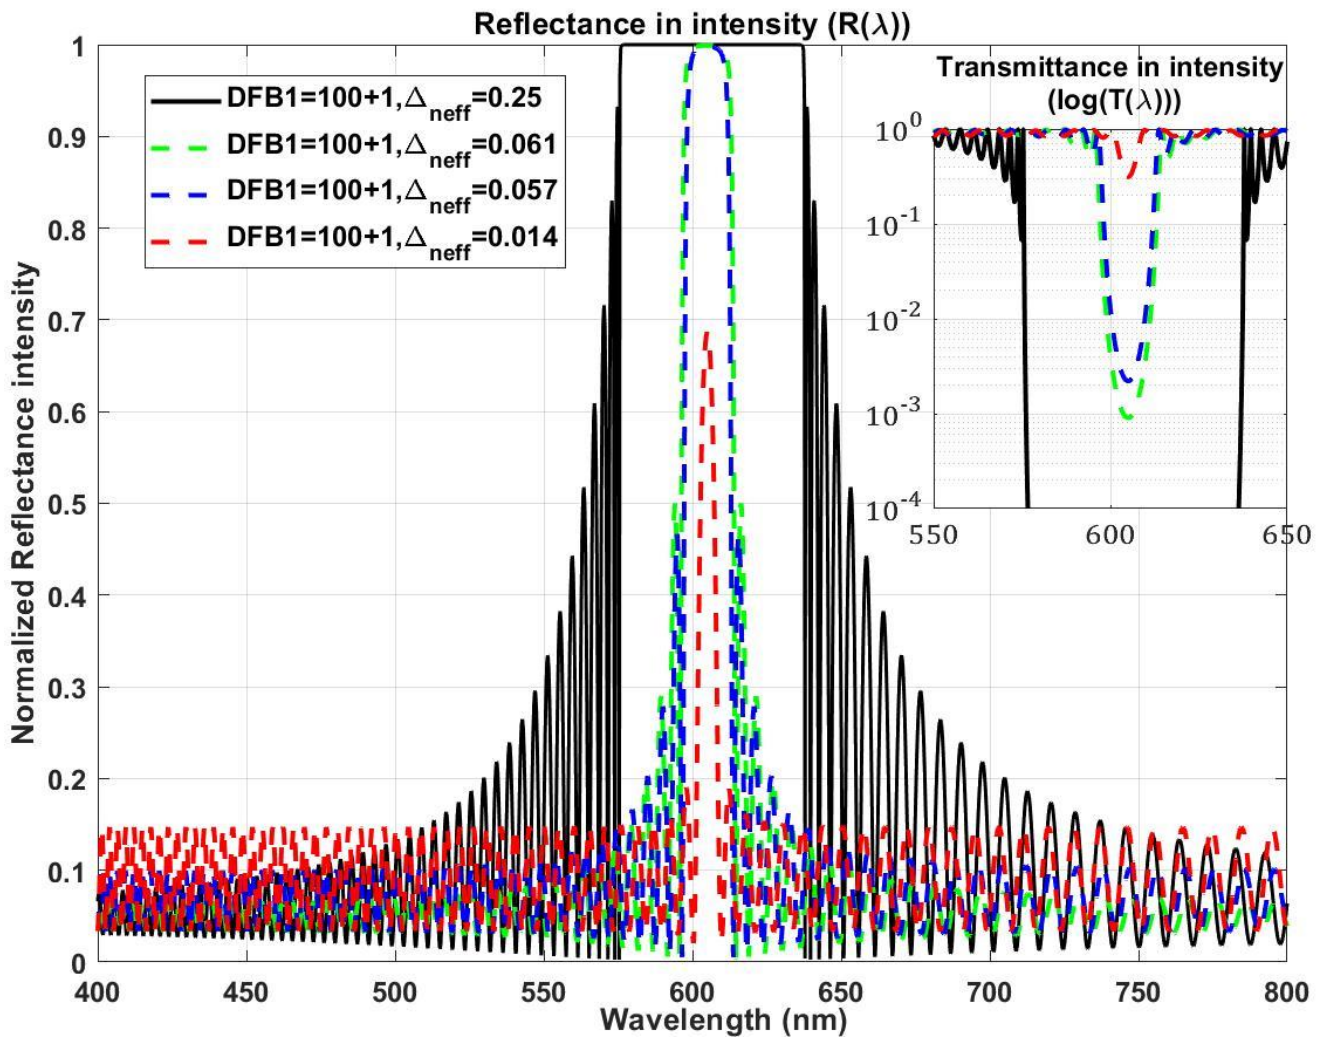 Reflectance in intensity (R(λ))
Normalized Reflectance intensity
1
0.9
0.8
0.7
0.6
0.5
0.4
0.3
0.2
0.1
0
DFB1=100+1,Δneff=0.25
DFB1=100+1,Δneff=0.061
DFB1=100+1,Δneff=0.057
DFB1=100+1,Δneff=0.014
Transmittance in intensity
(log(T(λ)))
10^0
10^-1
10^-2
10^-3
10^-4
550 600 650
400 450 500 550 600 650 700 750 800
Wavelength (nm)